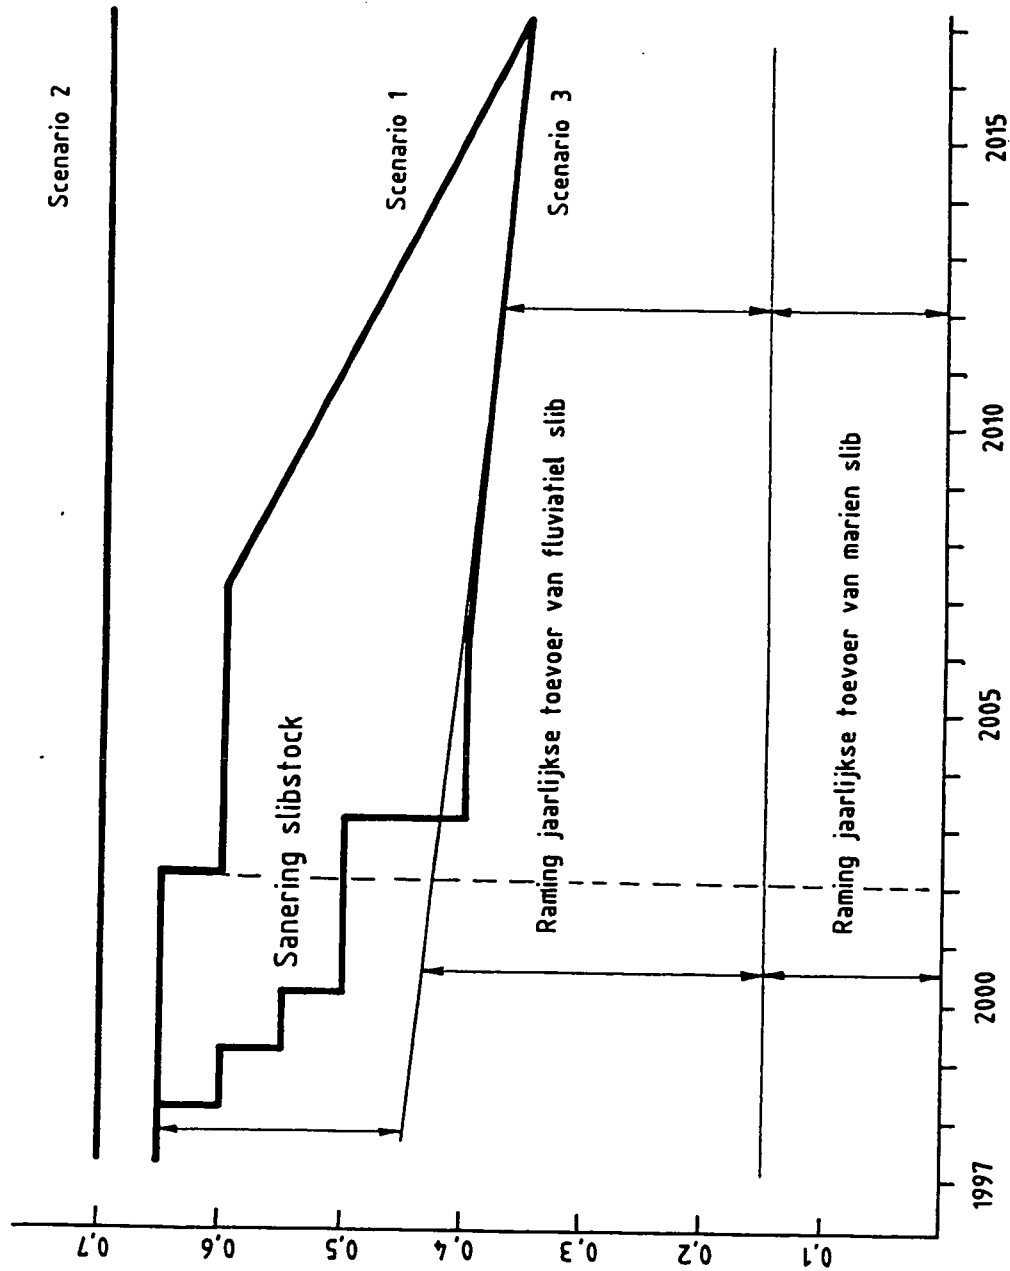 Scenario 2
Scenario 1
Scenario 3
Sanering slibstock
Raming jaarlijkse toevoer van fluviatiel slib
Raming jaarlijkse toevoer van marien slib
0,7
0,6
0,5
0,4
0,3
0,2
0,1
1997
2000
2005
2010
2015